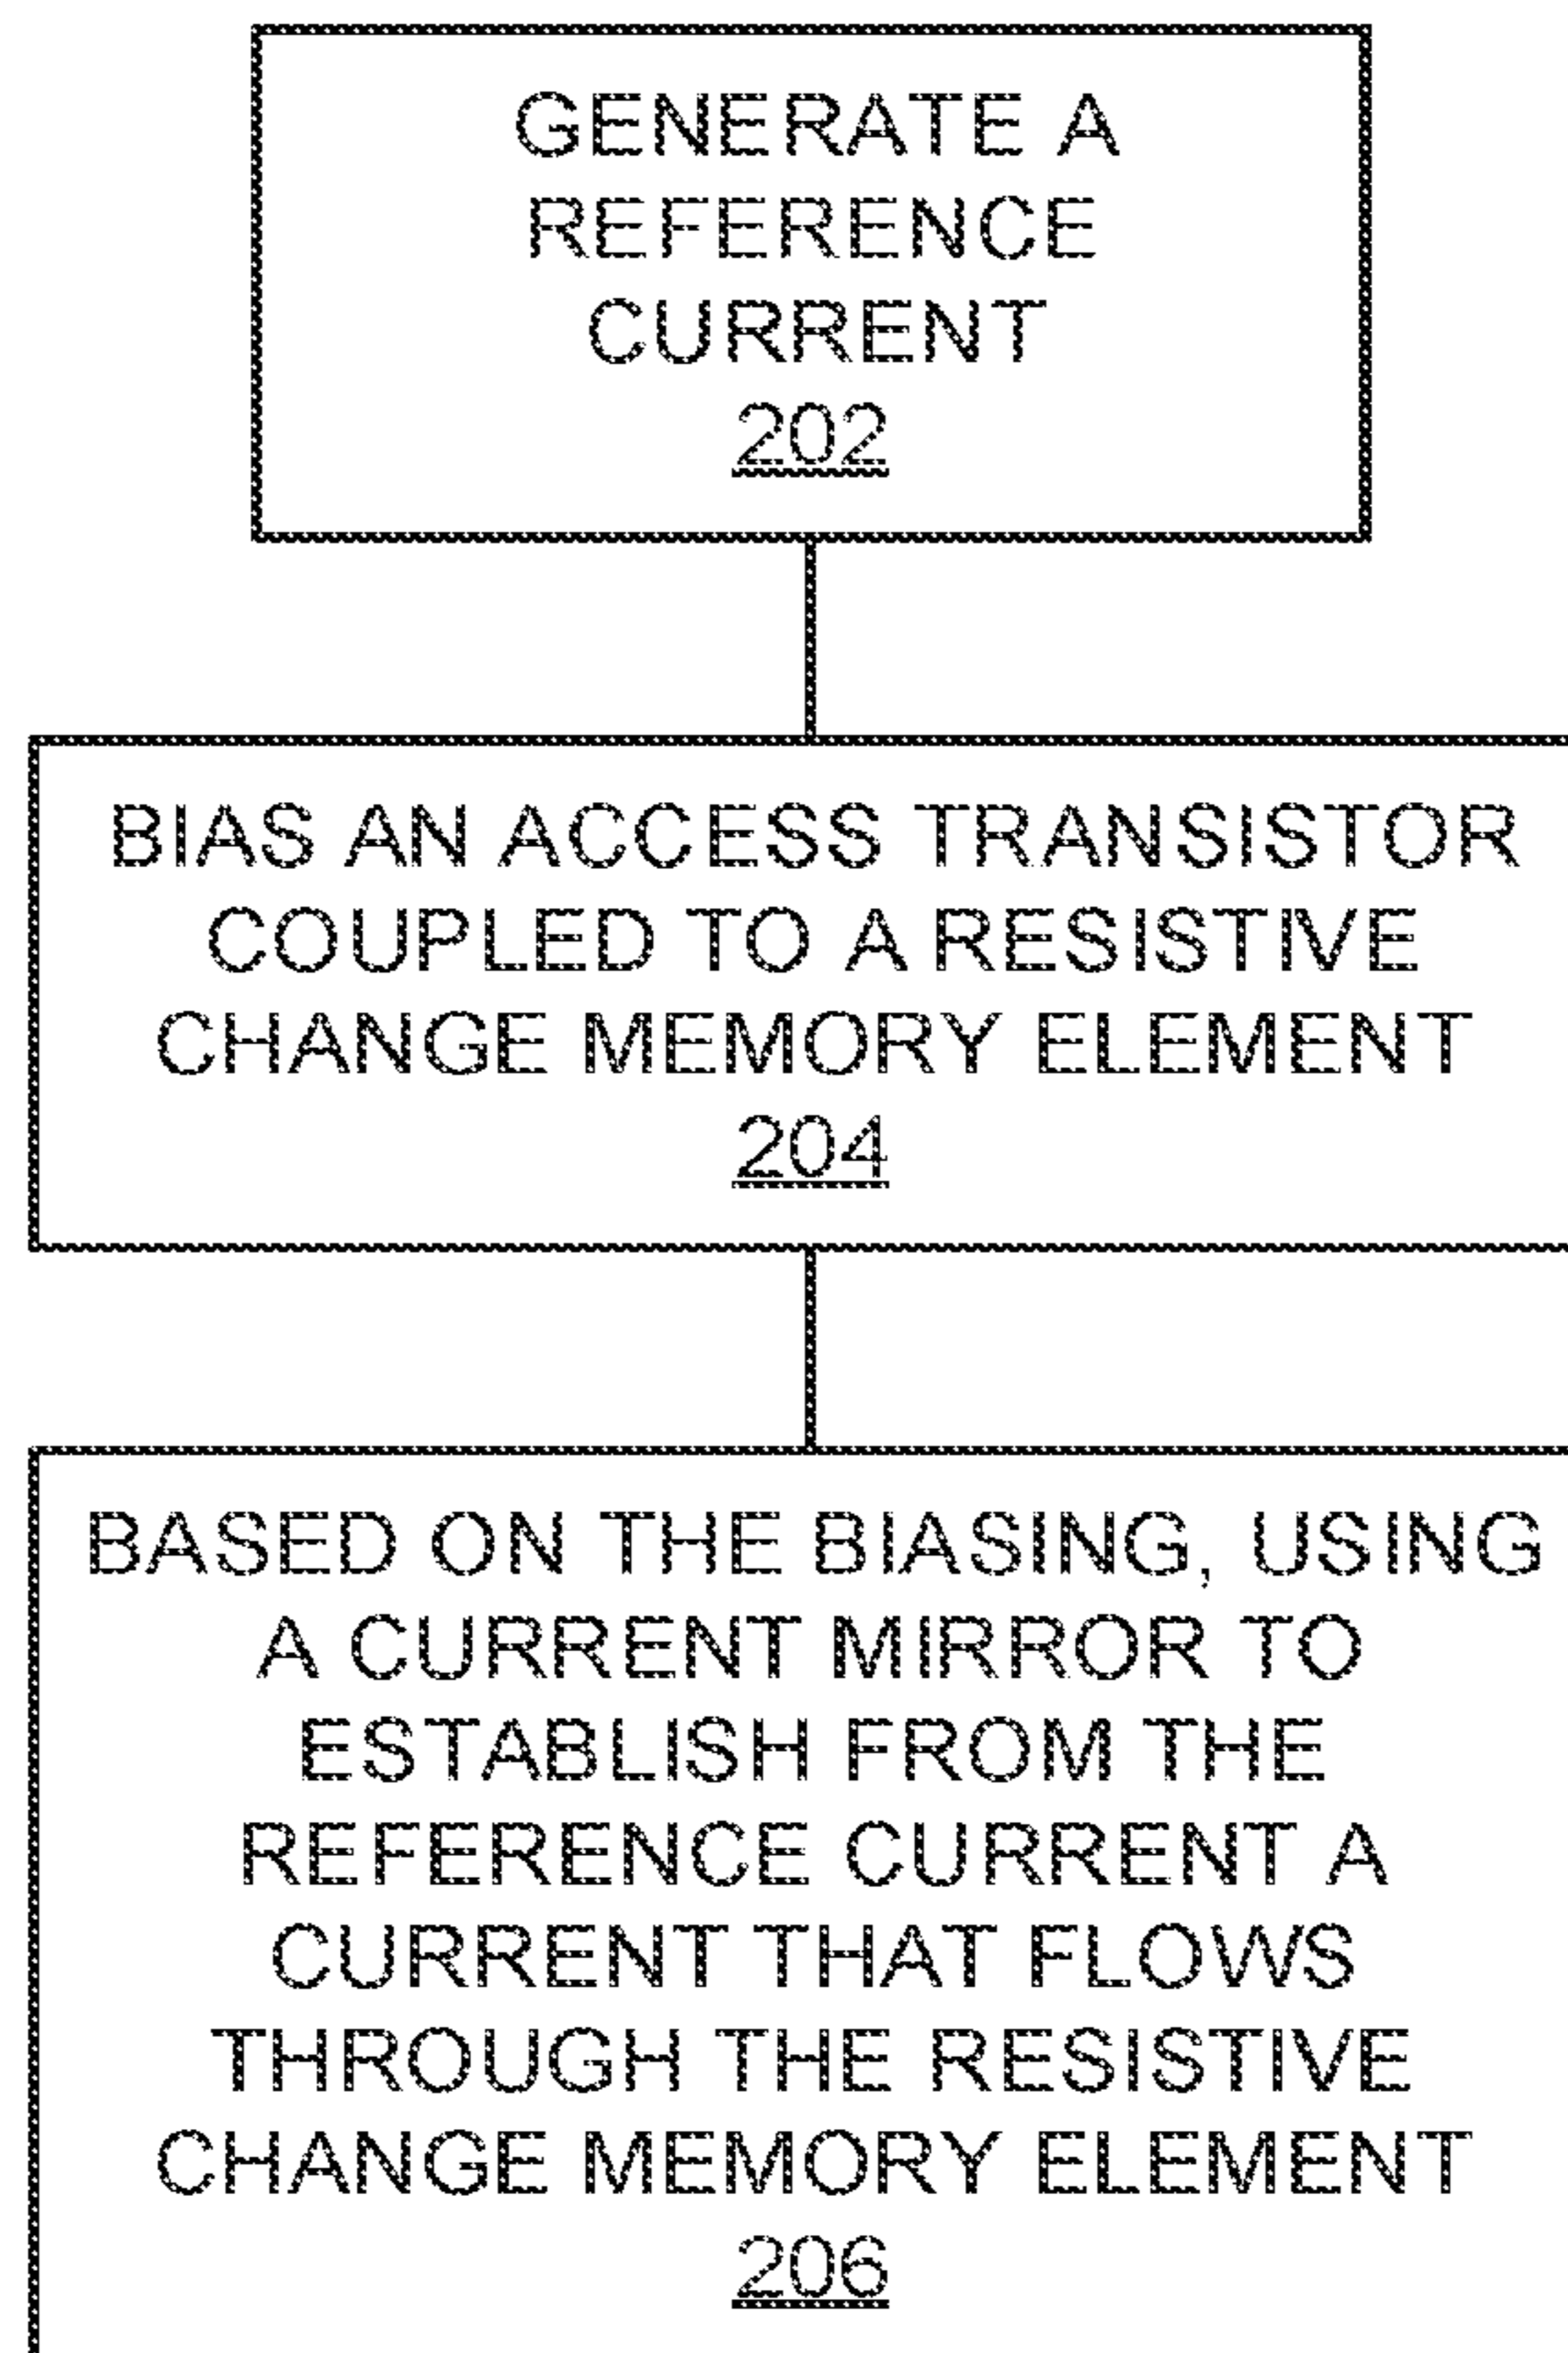 GENERATE A
REFERENCE
CURRENT
202
BIAS AN ACCESS TRANSISTOR
COUPLED TO A RESISTIVE
CHANGE MEMORY ELEMENT
204
BASED ON THE BIASING, USING
A CURRENT MIRROR TO
ESTABLISH FROM THE
REFERENCE CURRENT A
CURRENT THAT FLOWS
THROUGH THE RESISTIVE
CHANGE MEMORY ELEMENT
206